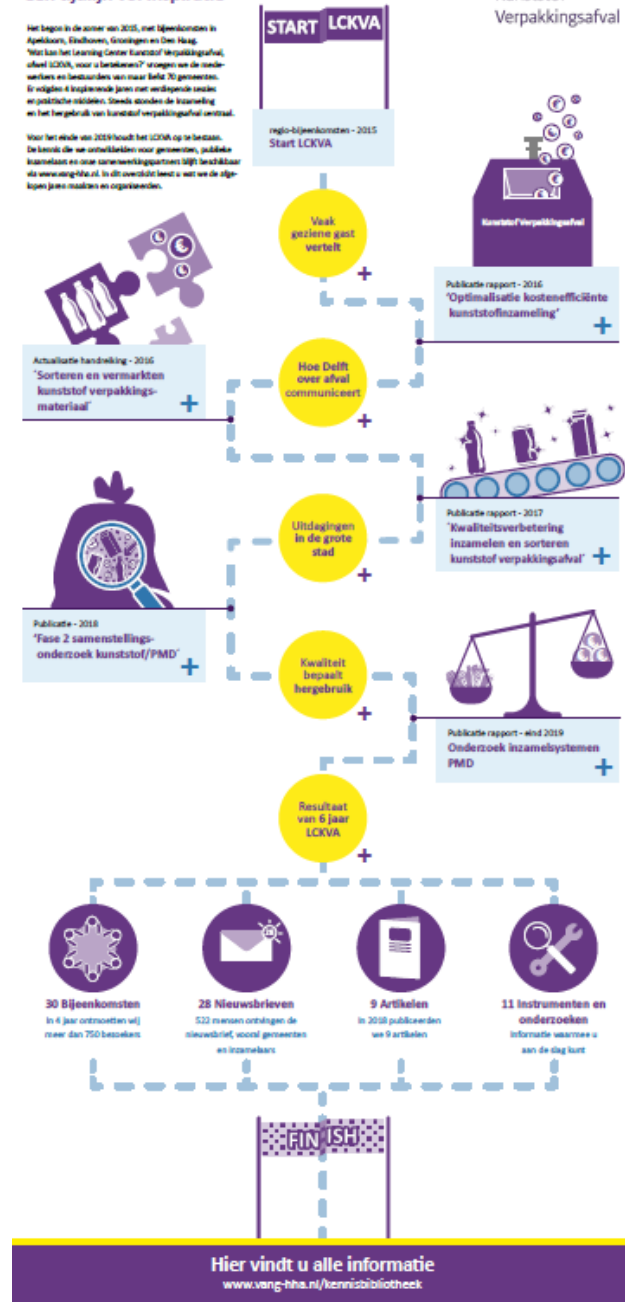 Verpakkingsafval
Het begon in de zomer van 2015, met bijeenkomsten in
Apeldoorn, Eindhoven, Groningen en Den Haag.
'Wat kan het Learning Center Kunststof Verpakkingsafval,
ofwel LCKVA, voor u betekenen?' vroegen we de mede-
werkers en bestuurders van maar liefst 70 gemeenten.
Er volgden 4 inspirerende jaren met verdiepende sessies
en praktische middelen. Steeds stonden de inzameling
en het hergebruik van kunststof verpakkingsafval centraal.
Voor het einde van 2019 houdt het LCKVA op te bestaan.
De kennis die we ontwikkelden voor gemeenten, publieke
inzamelaars en onze samenwerkingspartners blijft beschikbaar
via www.vang-hha.nl. In dit overzicht leest u wat we de afge-
lopen jaren maakten en organiseerden.
START LCKVA
regio-bijeenkomsten - 2015
Start LCKVA
Vaak
geziene gast
vertelt
+
Kunststof Verpakkingsafval
Publicatie rapport - 2016
'Optimalisatie kostenefficiënte
kunststofinzameling'
+
Actualisatie handreiking - 2016
'Sorteren en vermarkten
kunststof verpakkings-
materiaal'
+
Hoe Delft
over afval
communiceert
+
Publicatie rapport - 2017
'Kwaliteitsverbetering
inzamelen en sorteren
kunststof verpakkingsafval'
+
Uitdagingen
in de grote
stad
+
Publicatie - 2018
'Fase 2 samenstellings-
onderzoek kunststof/PMD'
+
Kwaliteit
bepaalt
hergebruik
+
Publicatie rapport - eind 2019
Onderzoek inzamelsystemen
PMD
+
Resultaat
van 6 jaar
LCKVA
+
30 Bijeenkomsten
In 4 jaar ontmoetten wij
meer dan 750 bezoekers
28 Nieuwsbrieven
522 mensen ontvingen de
nieuwsbrief, vooral gemeenten
en inzamelaars
9 Artikelen
In 2018 publiceerden
we 9 artikelen
11 Instrumenten en
onderzoeken
Informatie waarmee u
aan de slag kunt
FINISH
Hier vindt u alle informatie
www.vang-hha.nl/kennisbibliotheek